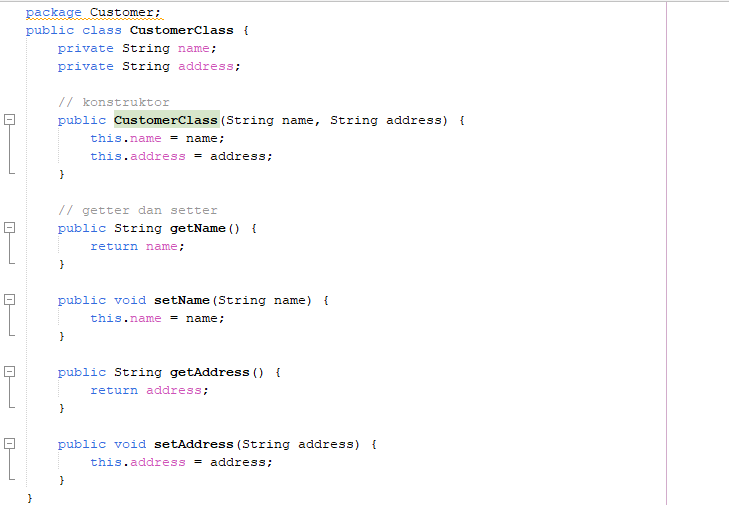 package Customer;
public class CustomerClass {
    private String name;
    private String address;

    // konstruktor
    public CustomerClass(String name, String address) {
        this.name = name;
        this.address = address;
    }

    // getter dan setter
    public String getName() {
        return name;
    }

    public void setName(String name) {
        this.name = name;
    }

    public String getAddress() {
        return address;
    }

    public void setAddress(String address) {
        this.address = address;
    }
}